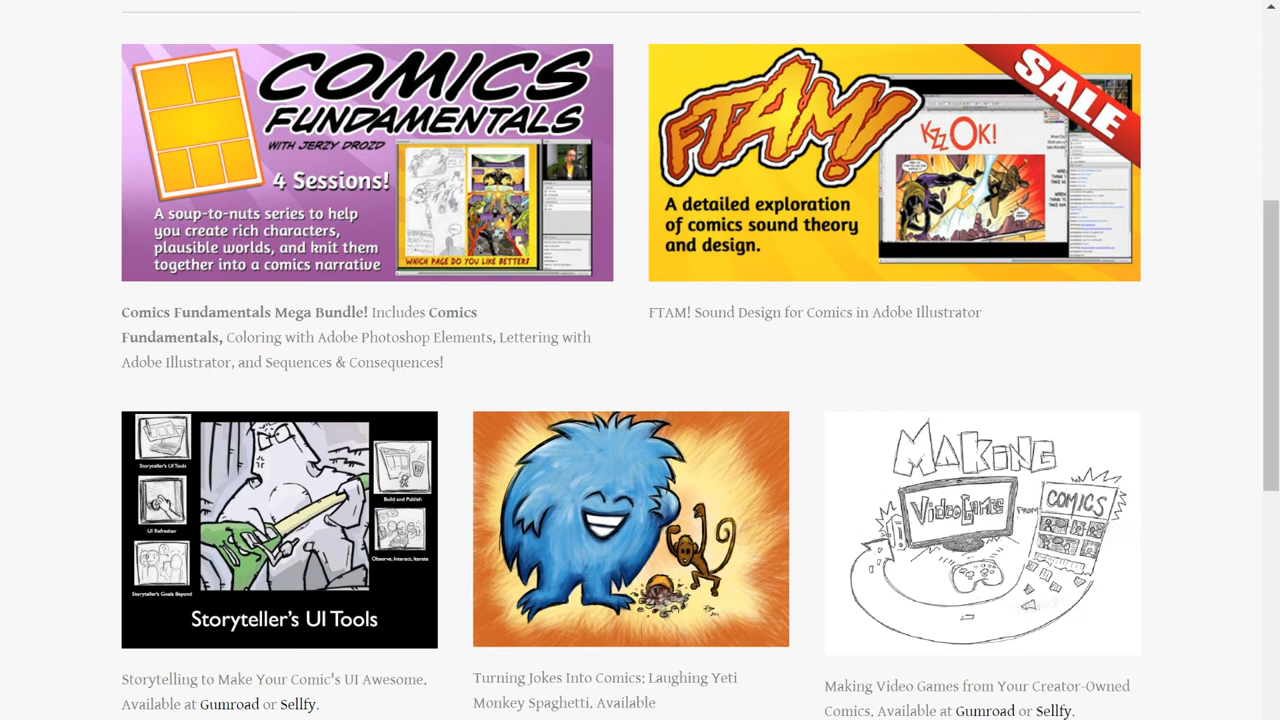 COMICS
FUNDAMENTALS
WITH JERZY DROZD
4 Sessions!
A soup-to-nuts series to help
you create rich characters,
plausible worlds, and knit them
together into a comics narrative
WHICH PAGE DO YOU LIKE BETTER?
FTAM!
SALE
KZZOK!
A detailed exploration
of comics sound theory
and design.
Comics Fundamentals Mega Bundle! Includes Comics
Fundamentals, Coloring with Adobe Photoshop Elements, Lettering with
Adobe Illustrator, and Sequences & Consequences!
FTAM! Sound Design for Comics in Adobe Illustrator
Storyteller's UI Tools
UI Refresher
Storyteller's Goals Beyond
Build and Publish
Observe, Interact, Iterate
Storyteller's UI Tools
MAKING
VIDEOGAMES
FROM
COMICS
Storytelling to Make Your Comic's UI Awesome.
Available at Gumroad or Sellfy.
Turning Jokes Into Comics; Laughing Yeti
Monkey Spaghetti. Available
Making Video Games from Your Creator-Owned
Comics. Available at Gumroad or Sellfy.